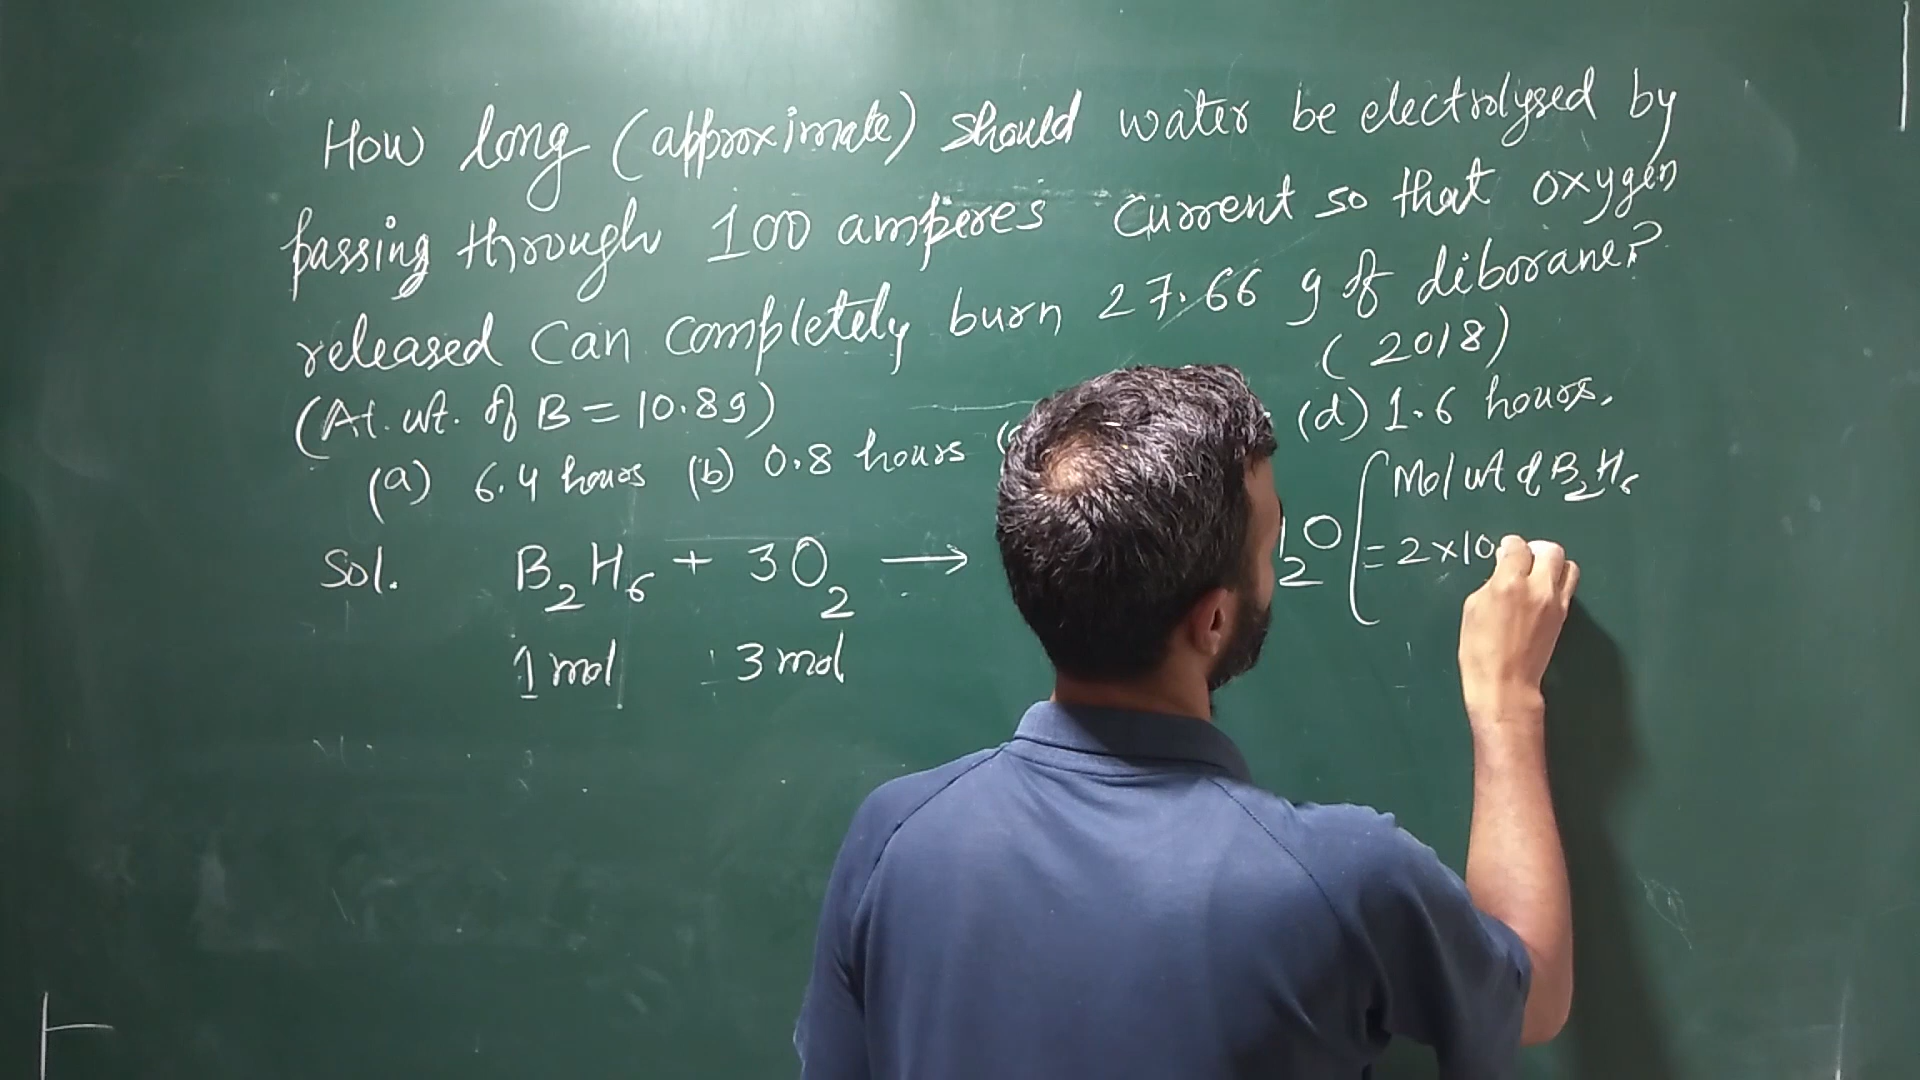 How long (approximate) should water be electrolysed by
passing through 100 amperes current so that oxygen
released can completely burn 27.66 g of diborane?
(2018)
(At. wt. of B = 10.8g)
(a) 6.4 hours (b) 0.8 hours (d) 1.6 hours.
Sol. B₂H₆ + 3O₂ → ₂O
1 mol 3 mol
Mol wt of B₂H₆
= 2×10